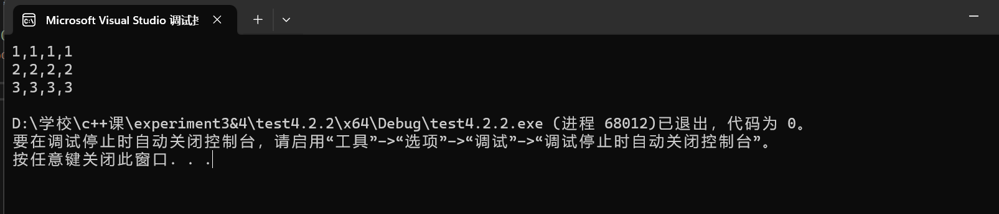 Microsoft Visual Studio 调试
1,1,1,1
2,2,2,2
3,3,3,3
D:\学校\c++课\experiment3&4\test4.2.2\x64\Debug\test4.2.2.exe (进程 68012)已退出，代码为 0。
要在调试停止时自动关闭控制台，请启用“工具”->“选项”->“调试”->“调试停止时自动关闭控制台”。
按任意键关闭此窗口. . .